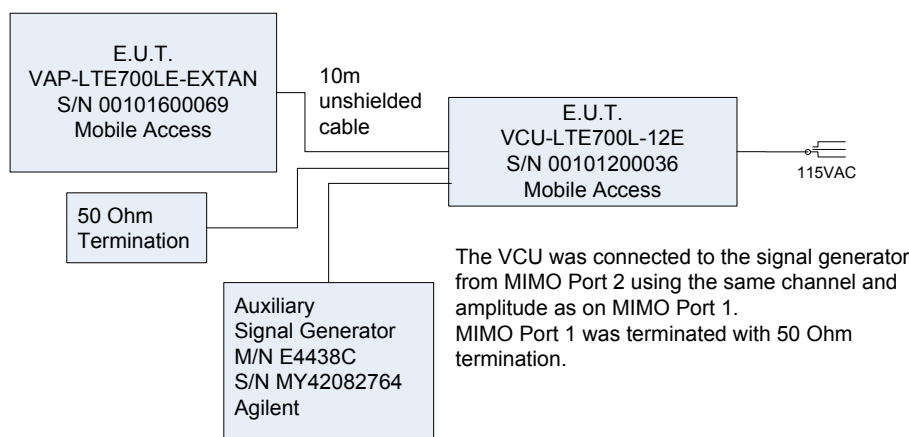 E.U.T.
VAP-LTE700LE-EXTAN
S/N 00101600069
Mobile Access
10m
unshielded
cable
E.U.T.
VCU-LTE700L-12E
S/N 00101200036
Mobile Access
115VAC
50 Ohm
Termination
Auxiliary
Signal Generator
M/N E4438C
S/N MY42082764
Agilent
The VCU was connected to the signal generator
from MIMO Port 2 using the same channel and
amplitude as on MIMO Port 1.
MIMO Port 1 was terminated with 50 Ohm
termination.